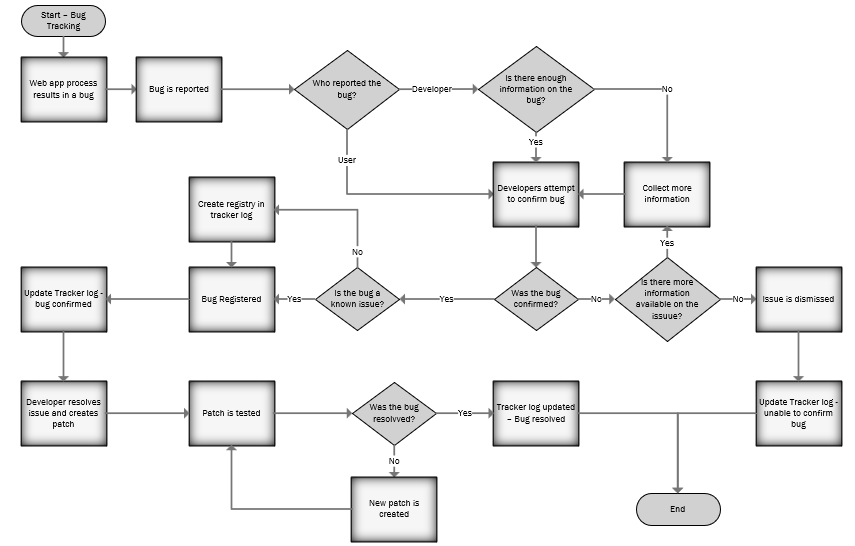 Start – Bug
Tracking
Web app process
results in a bug
Bug is reported
Who reported the
bug?
Developer
Is there enough
information on the
bug?
No
Yes
User
Developers attempt
to confirm bug
Collect more
information
Create registry in
tracker log
No
Yes
Update Tracker log -
bug confirmed
Bug Registered
Yes
Is the bug a
known issue?
Yes
Was the bug
confirmed?
No
Is there more
information
available on the
issuue?
No
Issue is dismissed
Developer resolves
issue and creates
patch
Patch is tested
Was the bug
resolvved?
Yes
Tracker log updated
– Bug resolved
Update Tracker log -
unable to confirm
bug
No
New patch is
created
End